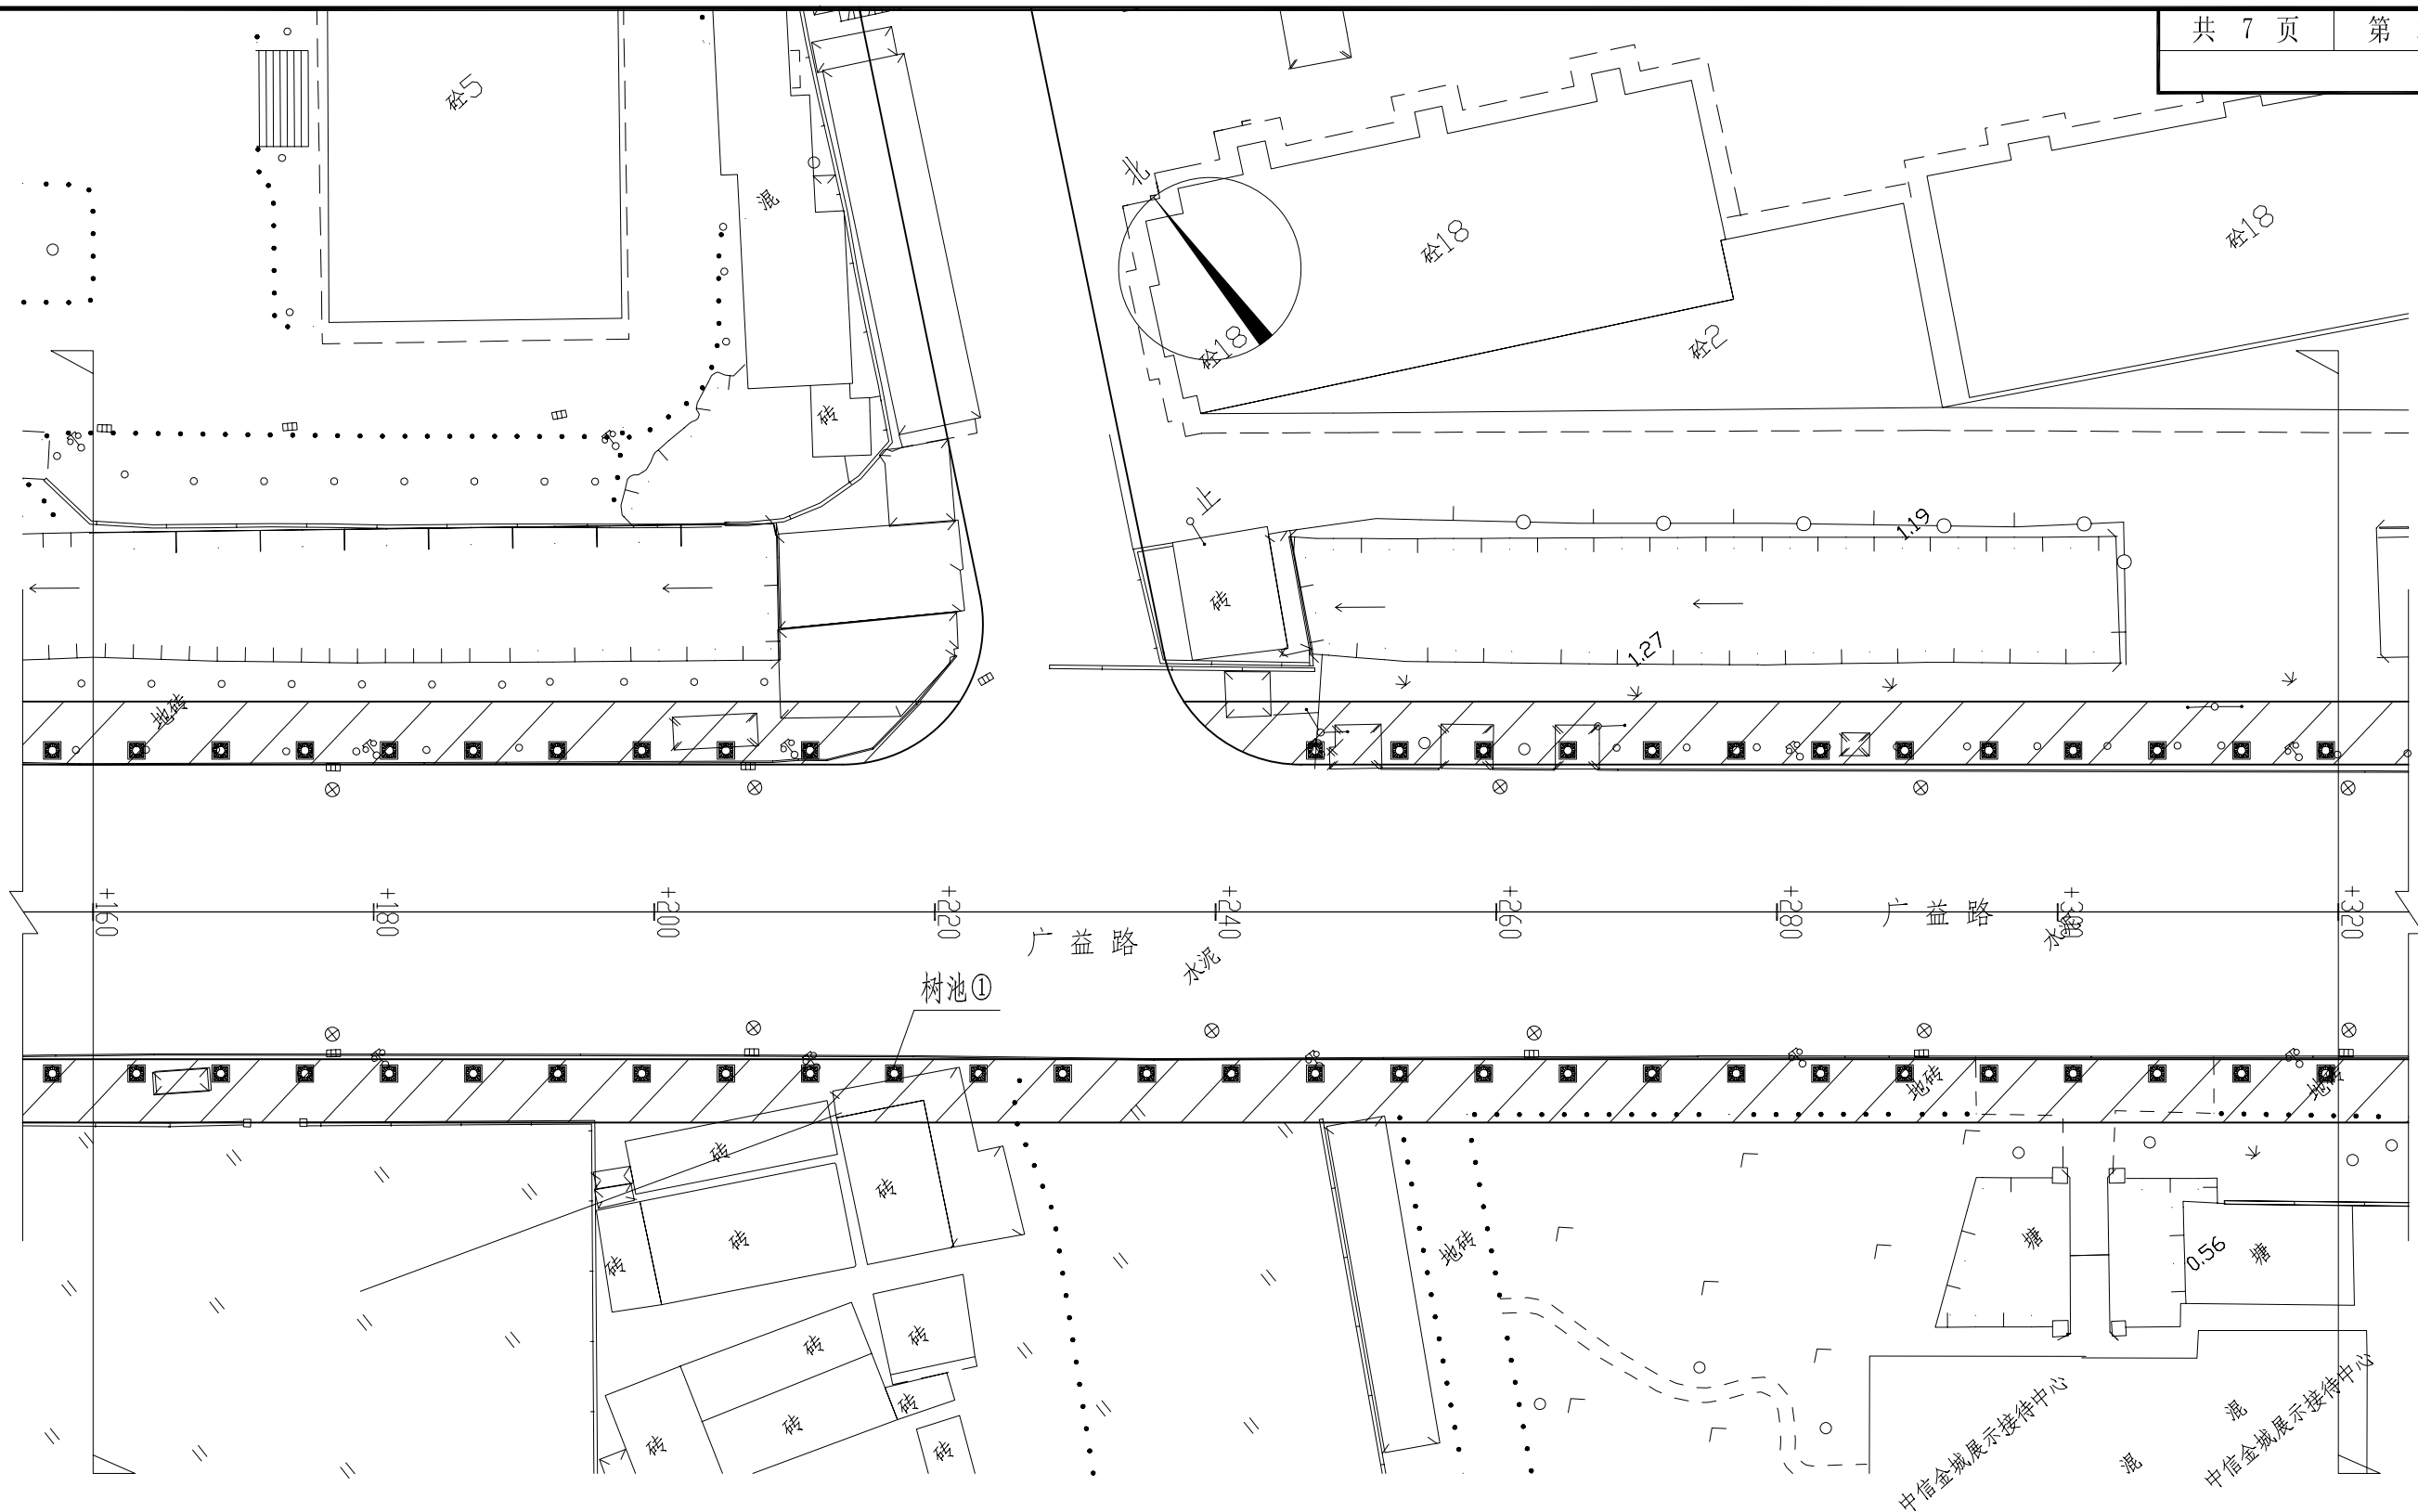 共 7 页 第
砼5
混
北
砼18
砼18
砼18
砼2
砖
止
1.19
砖
1.27
地砖
+160
+180
+200
+220
+240
+260
+280
+300
+320
广益路
广益路
水泥
水泥
树池①
地砖
地砖
砖
砖
砖
砖
地砖
塘
0.56
塘
砖
砖
砖
砖
砖
砖
中信金城展示接待中心
混
混
中信金城展示接待中心